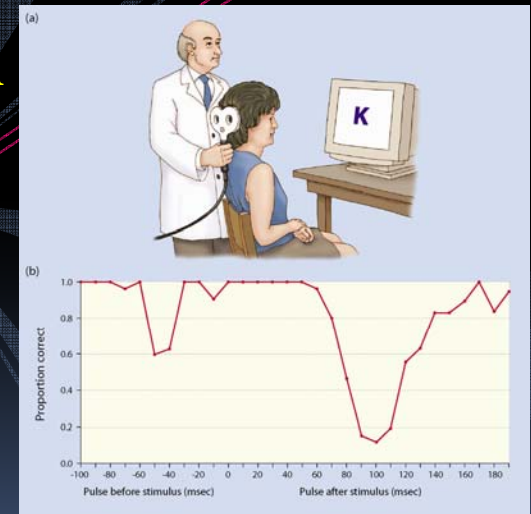 (a)
K
(b)
Proportion correct
1.0
0.8
0.6
0.4
0.2
0.0
-100 -80 -60 -40 -20 0 20 40 60 80 100 120 140 160 180
Pulse before stimulus (msec) Pulse after stimulus (msec)